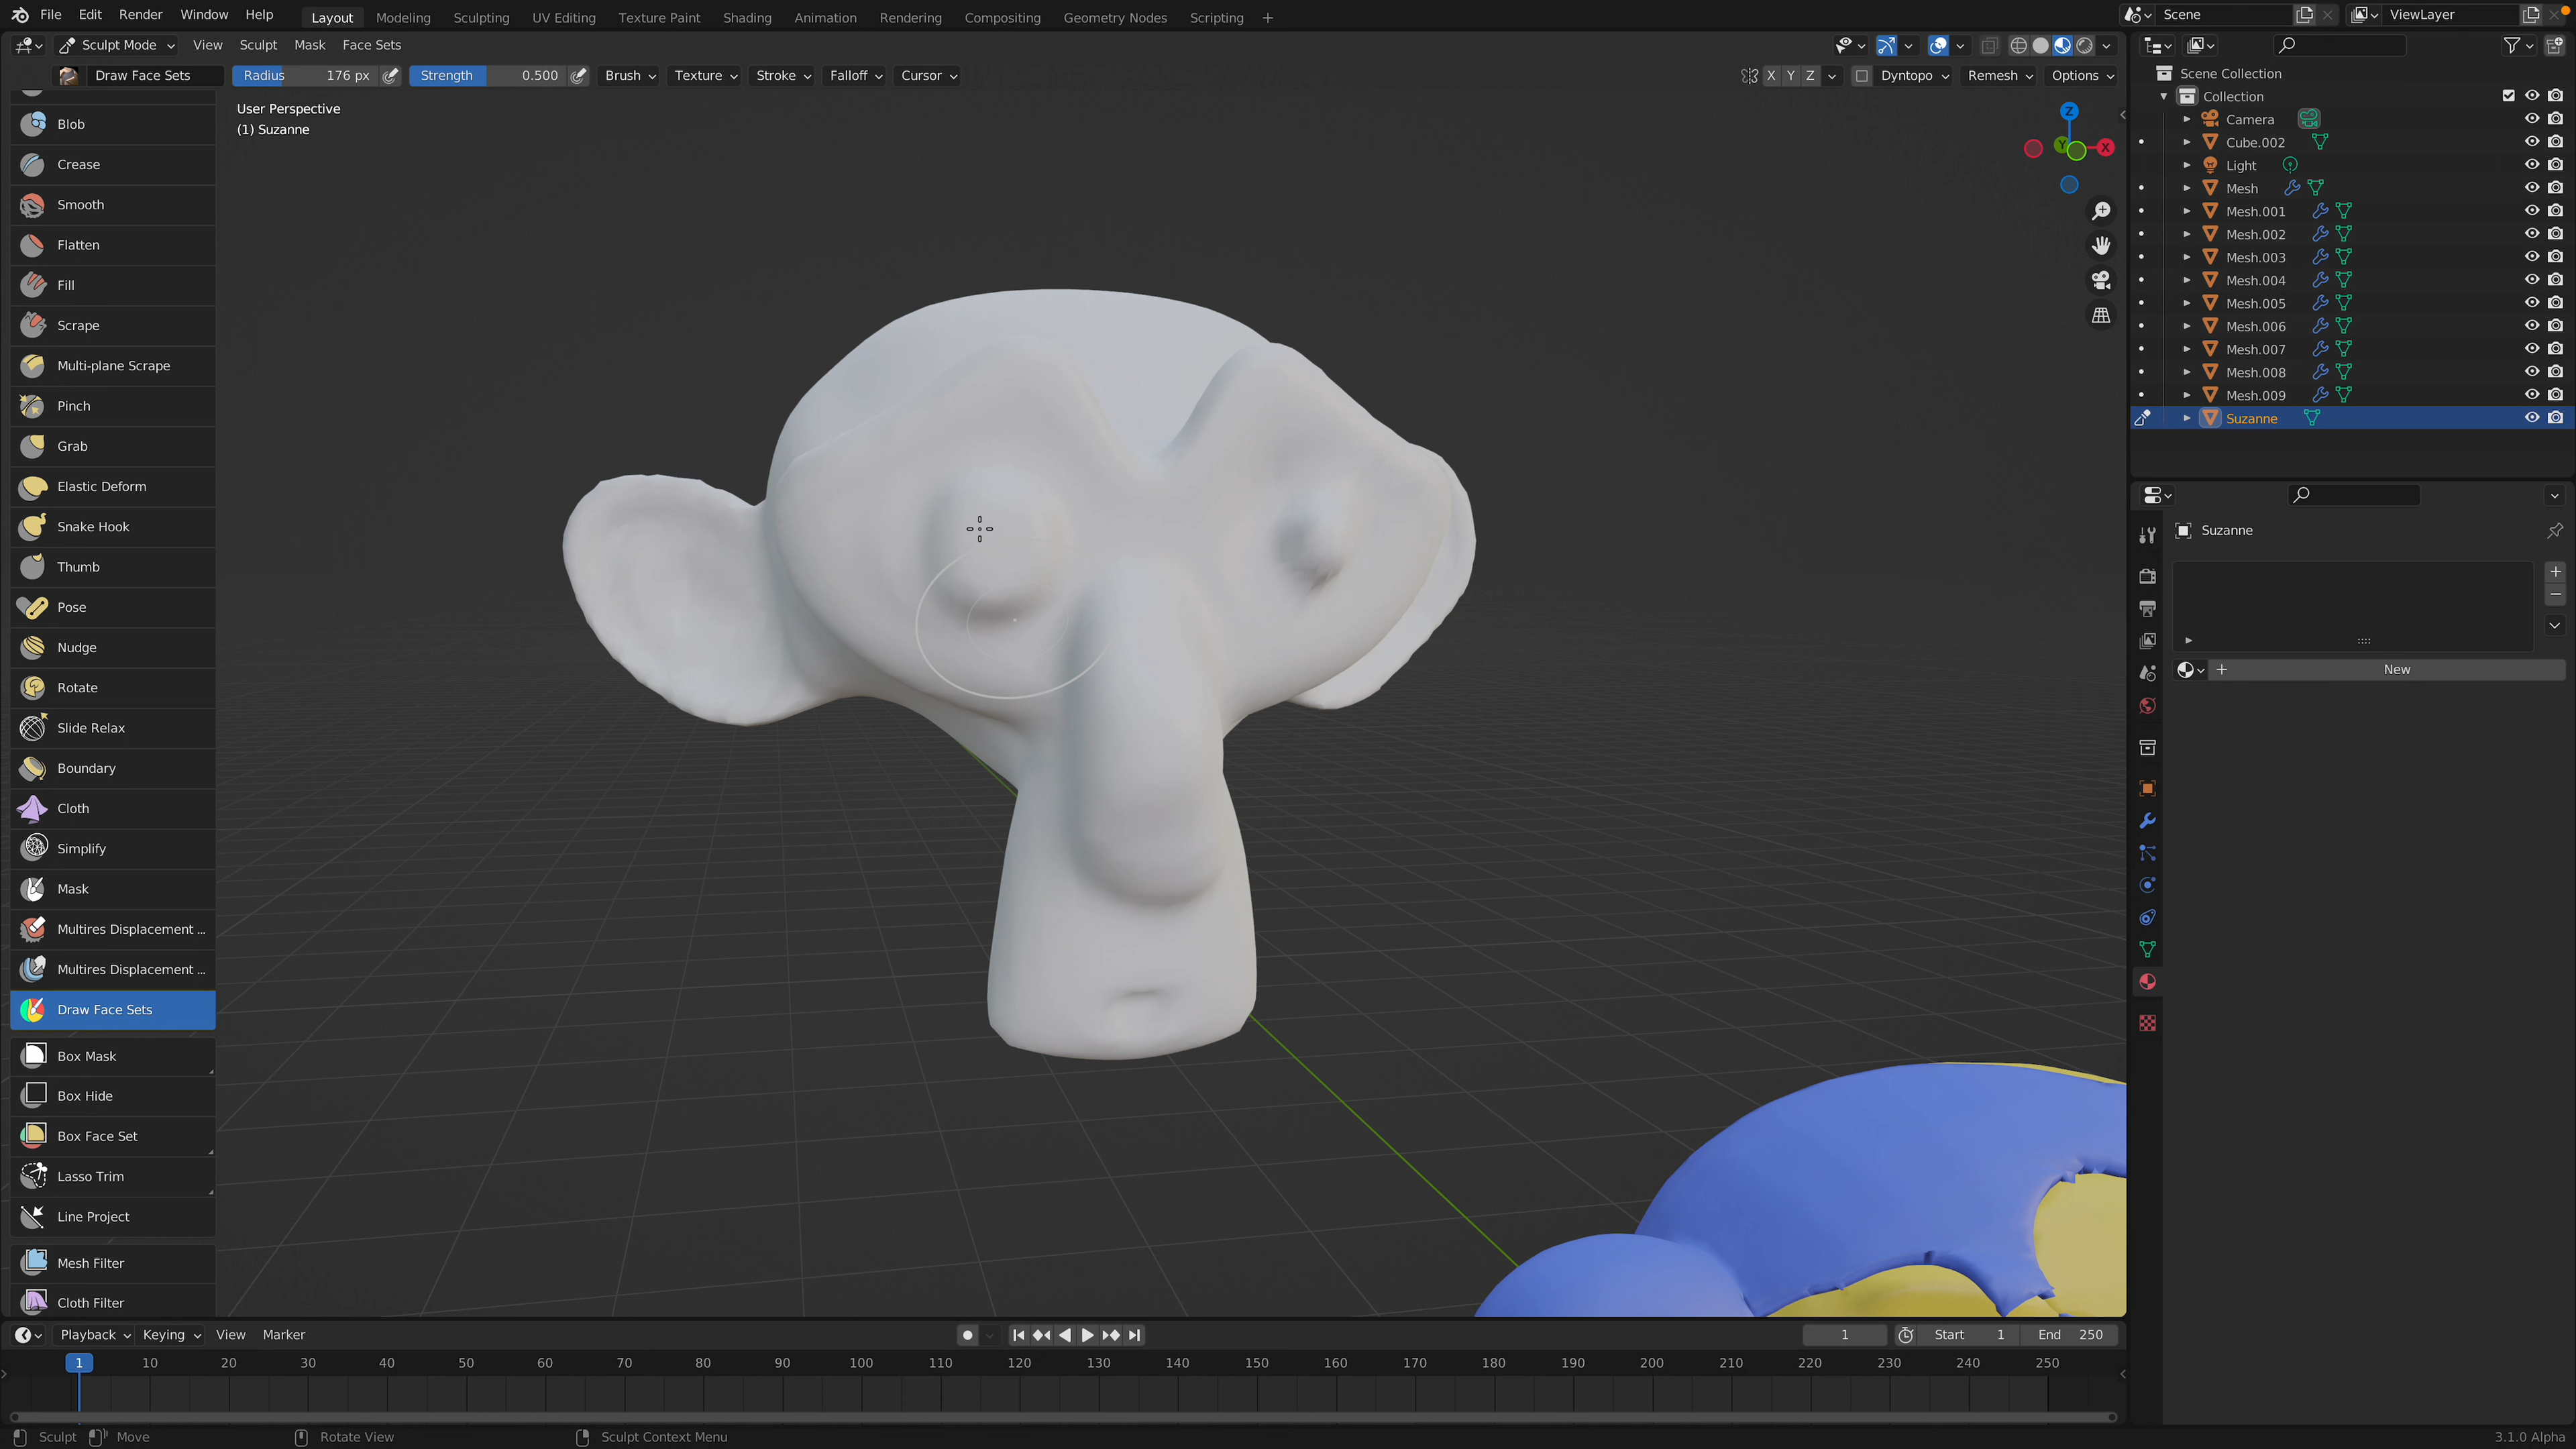 File Edit Render Window Help Layout Modeling Sculpting UV Editing Texture Paint Shading Animation Rendering Compositing Geometry Nodes Scripting + Scene ViewLayer
Sculpt Mode View Sculpt Mask Face Sets
Draw Face Sets Radius 176 px Strength 0.500 Brush Texture Stroke Falloff Cursor X Y Z Dyntopo Remesh Options
User Perspective
(1) Suzanne
Z
Y
X
Blob
Crease
Smooth
Flatten
Fill
Scrape
Multi-plane Scrape
Pinch
Grab
Elastic Deform
Snake Hook
Thumb
Pose
Nudge
Rotate
Slide Relax
Boundary
Cloth
Simplify
Mask
Multires Displacement ...
Multires Displacement ...
Draw Face Sets
Box Mask
Box Hide
Box Face Set
Lasso Trim
Line Project
Mesh Filter
Cloth Filter
Scene Collection
Collection
Camera
Cube.002
Light
Mesh
Mesh.001
Mesh.002
Mesh.003
Mesh.004
Mesh.005
Mesh.006
Mesh.007
Mesh.008
Mesh.009
Suzanne
Suzanne
New
Playback Keying View Marker 1 Start 1 End 250
1 10 20 30 40 50 60 70 80 90 100 110 120 130 140 150 160 170 180 190 200 210 220 230 240 250
Sculpt Move Rotate View Sculpt Context Menu 3.1.0 Alpha